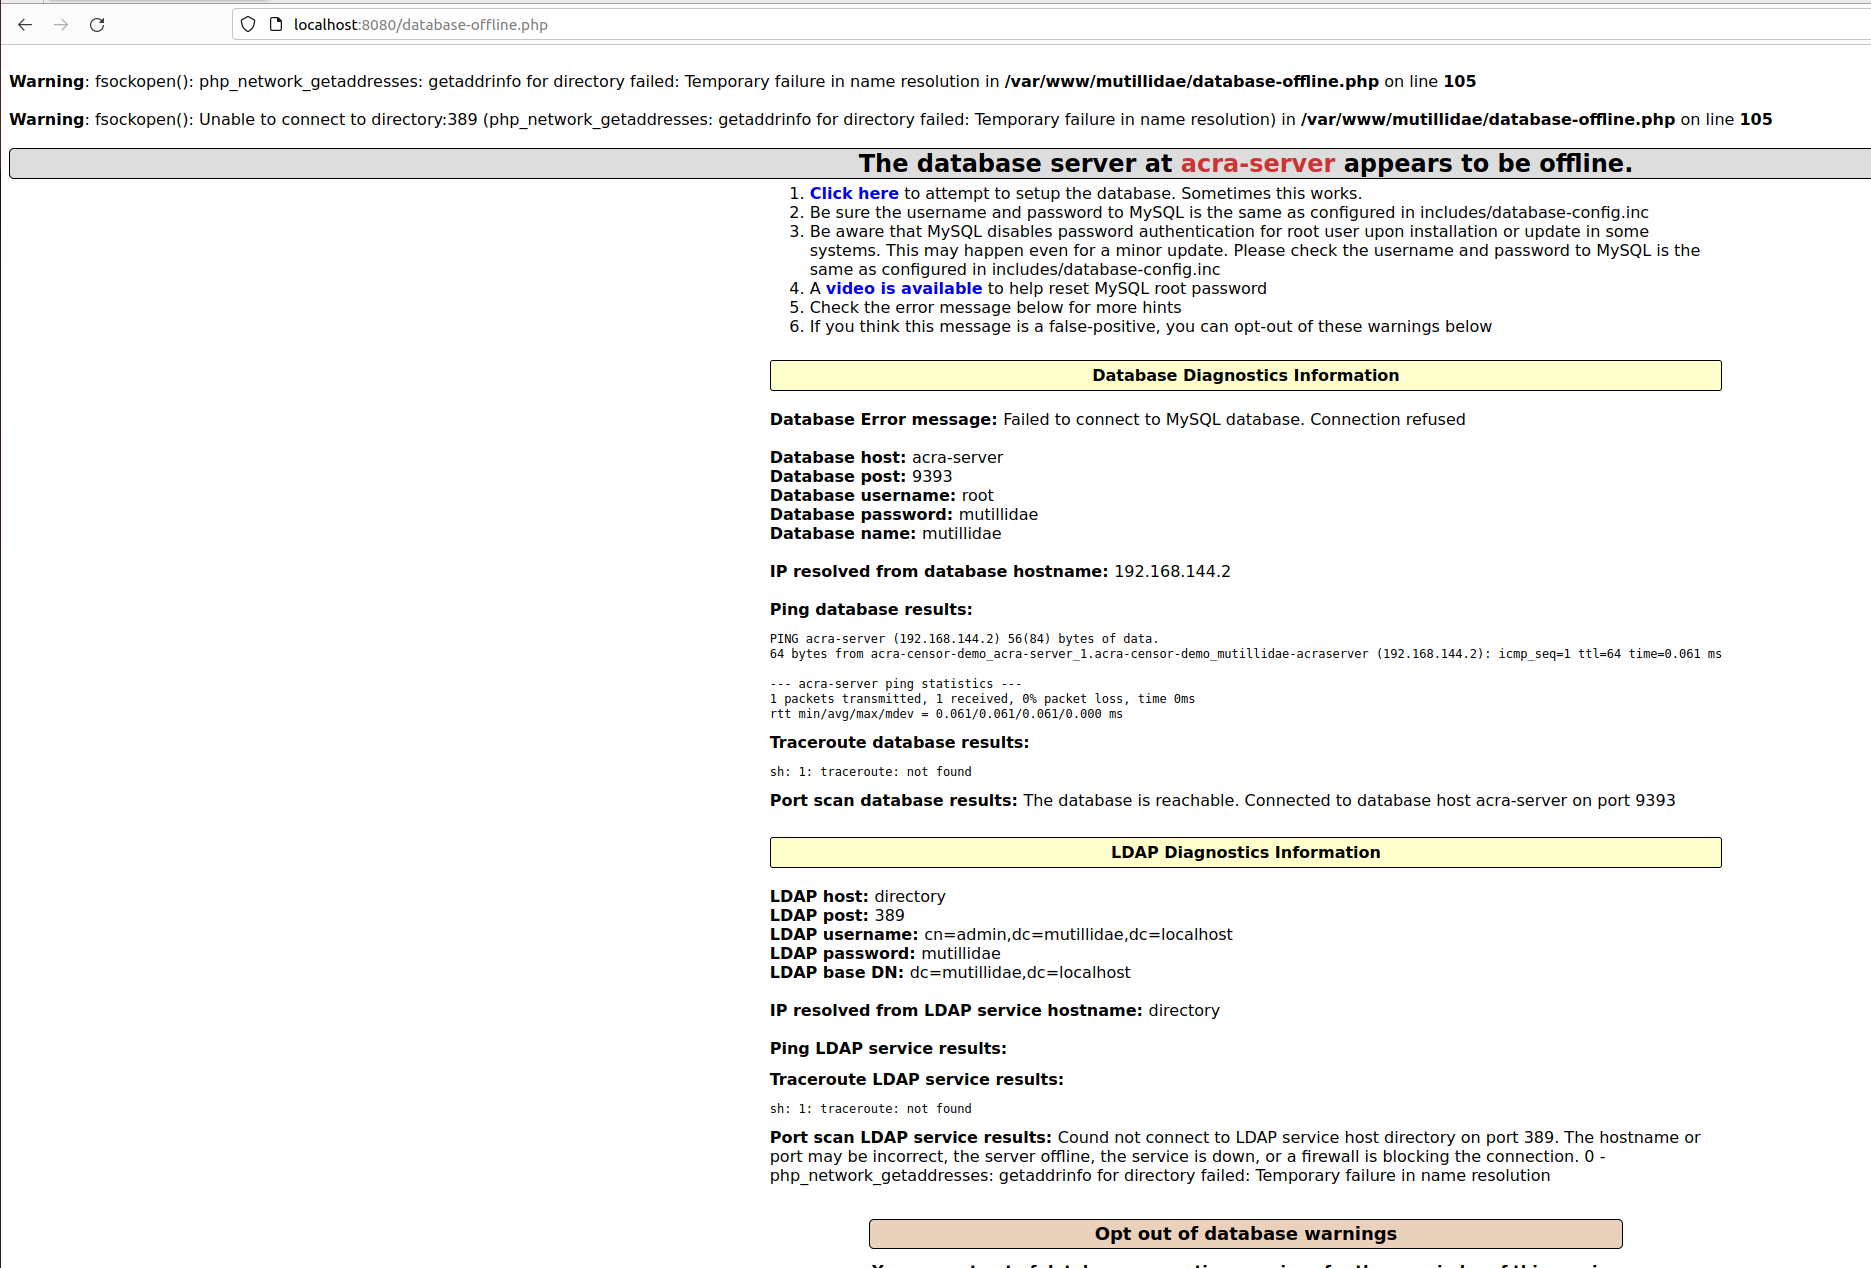 localhost:8080/database-offline.php
Warning: fsockopen(): php_network_getaddresses: getaddrinfo for directory failed: Temporary failure in name resolution in /var/www/mutillidae/database-offline.php on line 105
Warning: fsockopen(): Unable to connect to directory:389 (php_network_getaddresses: getaddrinfo for directory failed: Temporary failure in name resolution) in /var/www/mutillidae/database-offline.php on line 105
The database server at acra-server appears to be offline.
1. Click here to attempt to setup the database. Sometimes this works.
2. Be sure the username and password to MySQL is the same as configured in includes/database-config.inc
3. Be aware that MySQL disables password authentication for root user upon installation or update in some
systems. This may happen even for a minor update. Please check the username and password to MySQL is the
same as configured in includes/database-config.inc
4. A video is available to help reset MySQL root password
5. Check the error message below for more hints
6. If you think this message is a false-positive, you can opt-out of these warnings below
Database Diagnostics Information
Database Error message: Failed to connect to MySQL database. Connection refused
Database host: acra-server
Database post: 9393
Database username: root
Database password: mutillidae
Database name: mutillidae
IP resolved from database hostname: 192.168.144.2
Ping database results:
PING acra-server (192.168.144.2) 56(84) bytes of data.
64 bytes from acra-censor-demo_acra-server_1.acra-censor-demo_mutillidae-acraserver (192.168.144.2): icmp_seq=1 ttl=64 time=0.061 ms
--- acra-server ping statistics ---
1 packets transmitted, 1 received, 0% packet loss, time 0ms
rtt min/avg/max/mdev = 0.061/0.061/0.061/0.000 ms
Traceroute database results:
sh: 1: traceroute: not found
Port scan database results: The database is reachable. Connected to database host acra-server on port 9393
LDAP Diagnostics Information
LDAP host: directory
LDAP post: 389
LDAP username: cn=admin,dc=mutillidae,dc=localhost
LDAP password: mutillidae
LDAP base DN: dc=mutillidae,dc=localhost
IP resolved from LDAP service hostname: directory
Ping LDAP service results:
Traceroute LDAP service results:
sh: 1: traceroute: not found
Port scan LDAP service results: Cound not connect to LDAP service host directory on port 389. The hostname or
port may be incorrect, the server offline, the service is down, or a firewall is blocking the connection. 0 -
php_network_getaddresses: getaddrinfo for directory failed: Temporary failure in name resolution
Opt out of database warnings